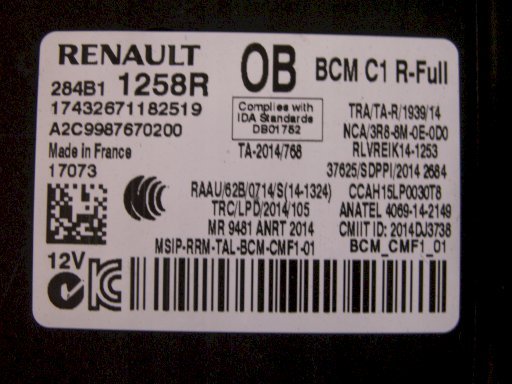 RENAULT OB BCM C1 R-Full
284B1 1258R
17432671182519
Complies with
IDA Standards
DB01752
TRA/TA-R/1939/14
A2C9987670200
NCA/3R8-8M-0E-0D0
Made in France
TA-2014/768
RLVREIK14-1253
17073
37625/SDPPI/2014 2684
RAAU/62B/0714/S(14-1324)
CCAH15LP0030T8
TRC/LPD/2014/105
ANATEL 4069-14-2149
MR 9481 ANRT 2014
CMIIT ID: 2014DJ3738
MSIP-RRM-TAL-BCM-CMF1-01
BCM_CMF1_01
12V